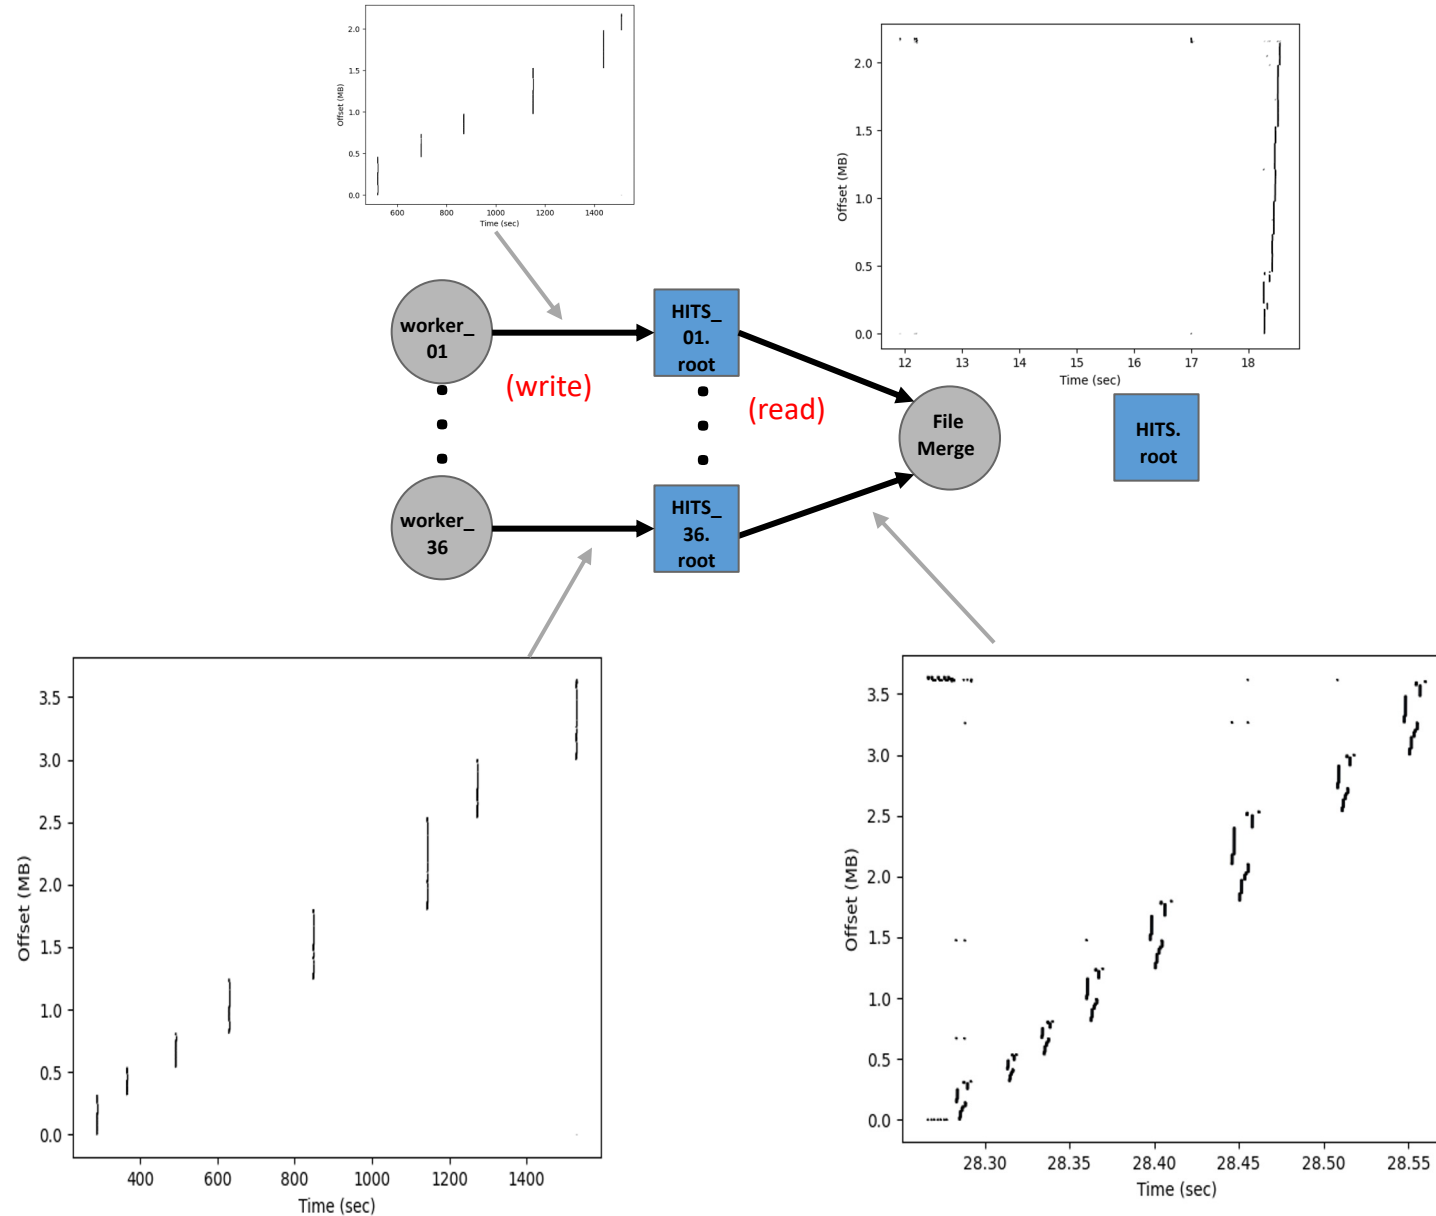 2.0
1.5
1.0
0.5
0.0
Offset (MB)
600 800 1000 1200 1400
Time (sec)
2.0
1.5
1.0
0.5
0.0
Offset (MB)
12 13 14 15 16 17 18
Time (sec)
worker_
01
(write)
HITS_
01.
root
(read)
File
Merge
HITS.
root
worker_
36
HITS_
36.
root
3.5
3.0
2.5
2.0
1.5
1.0
0.5
0.0
Offset (MB)
400 600 800 1000 1200 1400
Time (sec)
3.5
3.0
2.5
2.0
1.5
1.0
0.5
0.0
Offset (MB)
28.30 28.35 28.40 28.45 28.50 28.55
Time (sec)